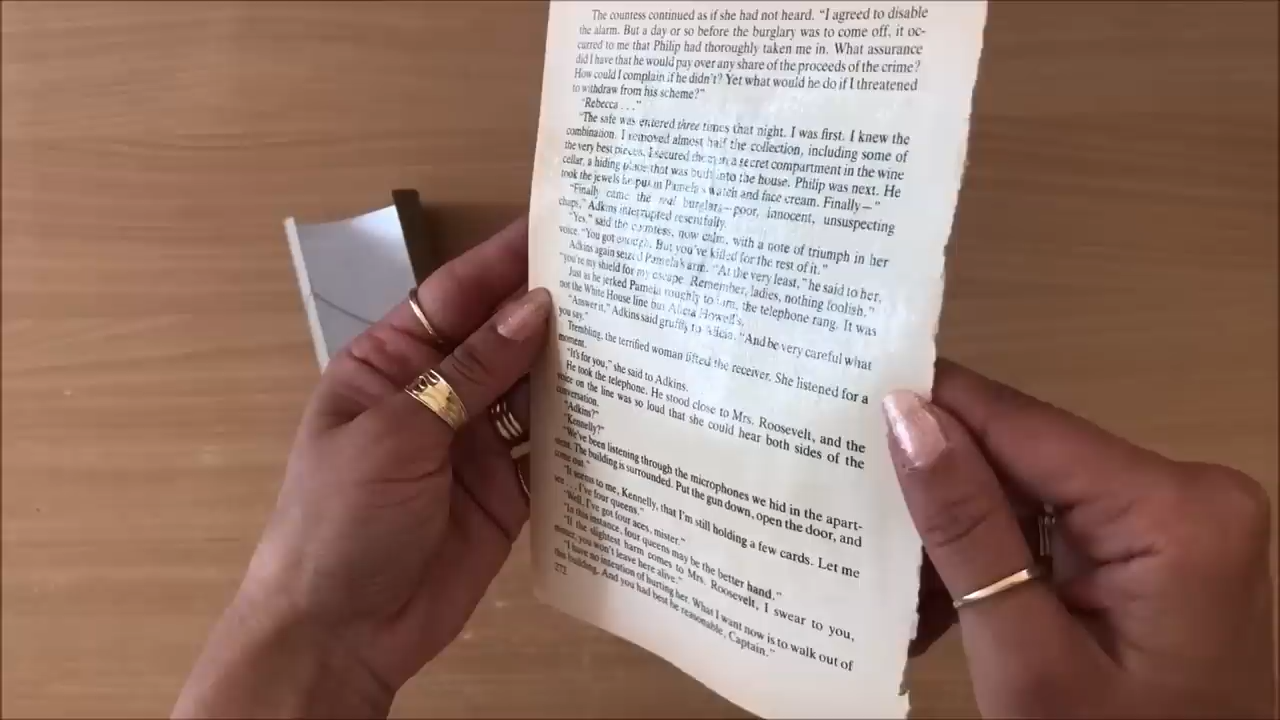 The countess continued as if she had not heard. "I agreed to disable
the alarm. But a day or so before the burglary was to come off, it oc-
curred to me that Philip had thoroughly taken me in. What assurance
did I have that he would pay over any share of the proceeds of the crime?
How could I complain if he didn't? Yet what would he do if I threatened
to withdraw from his scheme?"
"Rebecca . . ."
"The safe was entered three times that night. I was first. I knew the
combination. I removed almost half the collection, including some of
the very best pieces. I secured them in a secret compartment in the wine
cellar, a hiding place that was built into the house. Philip was next. He
took the jewels he put in Pamela's watch and face cream. Finally—"
"Finally came the real burglars—poor, innocent, unsuspecting
chaps," Adkins interrupted resentfully.
"Yes," said the countess, now calm, with a note of triumph in her
voice. "You got enough. But you've killed for the rest of it."
Adkins again seized Pamela's arm. "At the very least," he said to her,
"you're my shield for my escape. Remember, ladies, nothing foolish."
Just as he jerked Pamela roughly to him, the telephone rang. It was
not the White House line but Alicia Howell's.
"Answer it," Adkins said gruffly to Alicia. "And be very careful what
you say."
Trembling, the terrified woman lifted the receiver. She listened for a
moment.
"It's for you," she said to Adkins.
He took the telephone. He stood close to Mrs. Roosevelt, and the
voice on the line was so loud that she could hear both sides of the
conversation.
"Adkins?"
"Kennelly?"
"We've been listening through the microphones we hid in the apart-
ment. The building is surrounded. Put the gun down, open the door, and
come out."
"It seems to me, Kennelly, that I'm still holding a few cards. Let me
see . . . I've four queens."
"Well, I've got four aces, mister."
"In this instance, four queens may be the better hand."
"If the slightest harm comes to Mrs. Roosevelt, I swear to you,
mister, you won't leave here alive."
"I have no intention of hurting her. What I want now is to walk out of
this building. And you had best be reasonable, Captain."
272